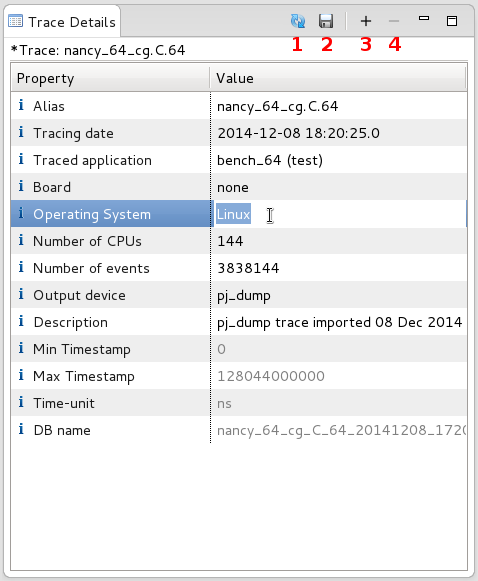 Trace Details
1 2 3 4
*Trace: nancy_64_cg.C.64
Property Value
Alias nancy_64_cg.C.64
Tracing date 2014-12-08 18:20:25.0
Traced application bench_64 (test)
Board none
Operating System Linux
Number of CPUs 144
Number of events 3838144
Output device pj_dump
Description pj_dump trace imported 08 Dec 2014
Min Timestamp 0
Max Timestamp 128044000000
Time-unit ns
DB name nancy_64_cg_C_64_20141208_1720